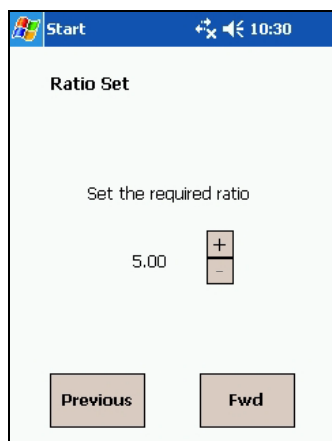 Start 10:30
Ratio Set
Set the required ratio
5.00 +
-
Previous Fwd